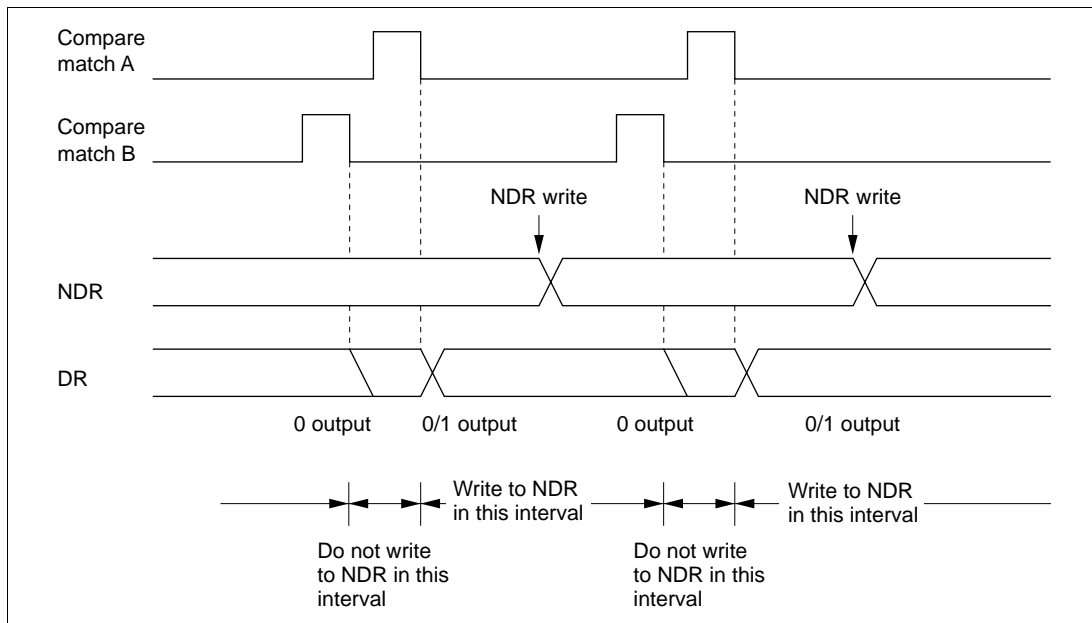 Compare
match A
Compare
match B
NDR write
NDR write
NDR
DR
0 output
0/1 output
0 output
0/1 output
Write to NDR
in this interval
Write to NDR
in this interval
Do not write
to NDR in this
interval
Do not write
to NDR in this
interval